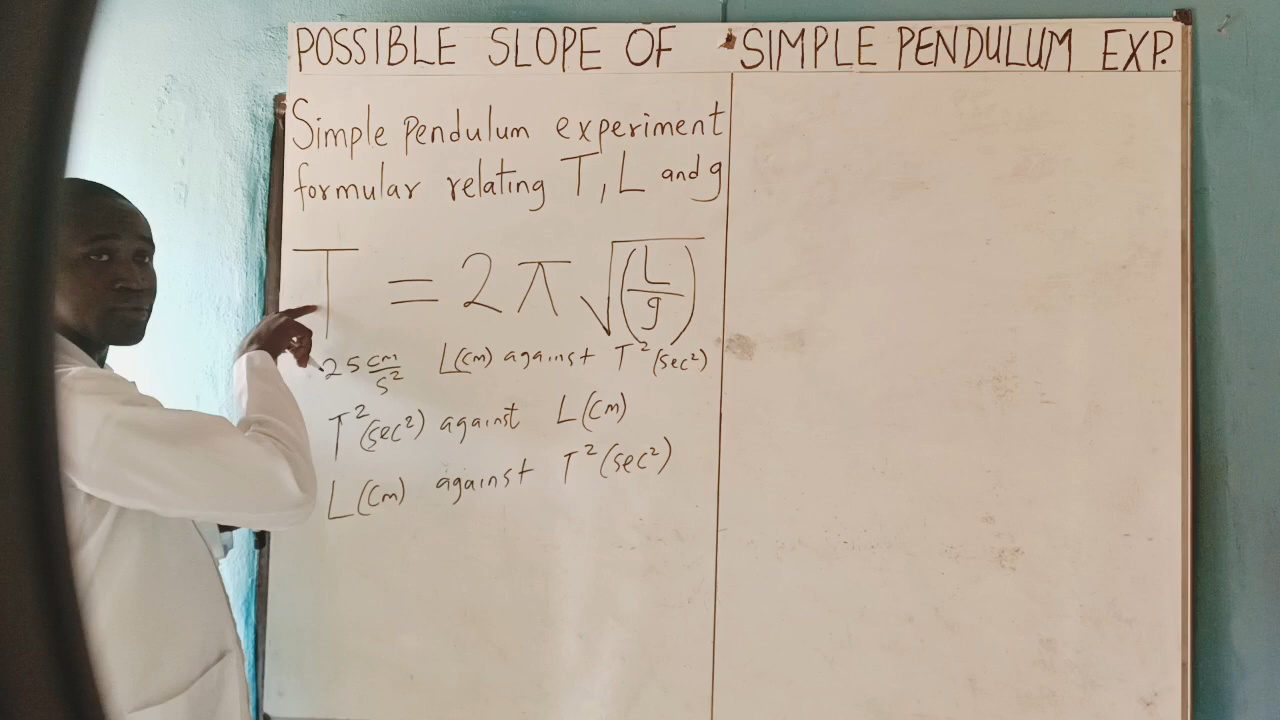 POSSIBLE SLOPE OF SIMPLE PENDULUM EXP.
Simple pendulum experiment
formular relating T, L and g
T = 2π√(L/g)
25 cm/s² L(cm) against T²(sec²)
T²(sec²) against L(cm)
L(cm) against T²(sec²)